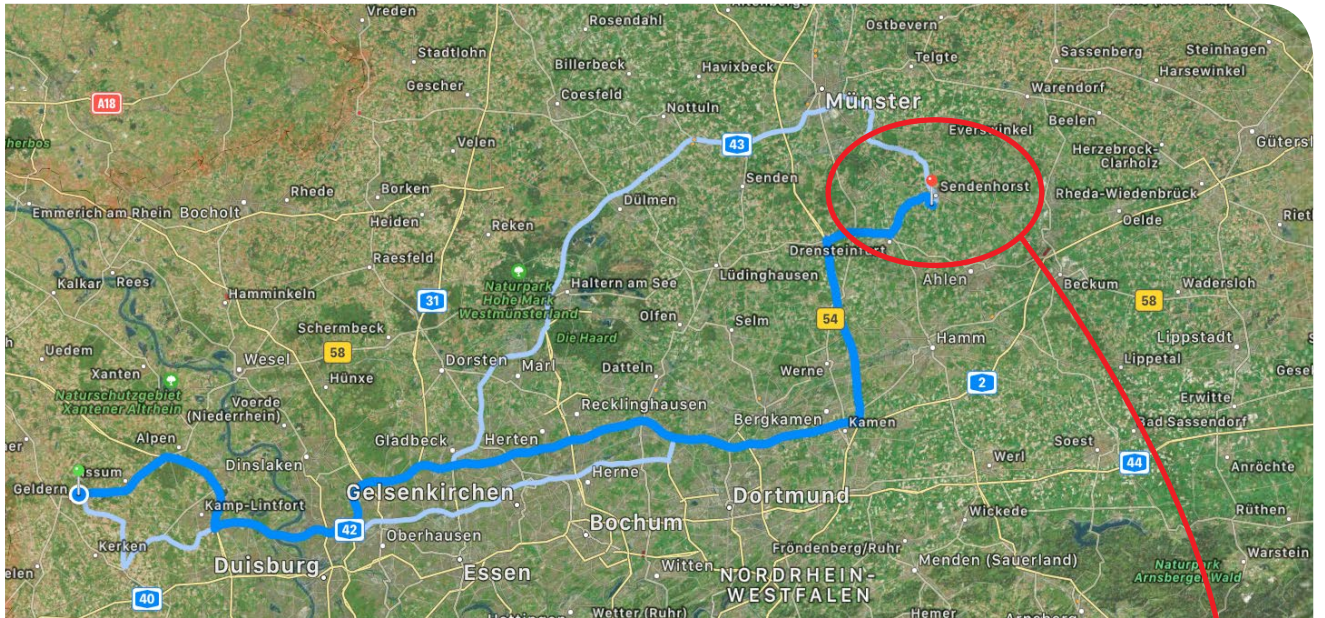 Vreden
Rosendahl
Ostbevern
Stadtlohn
Billerbeck
Havixbeck
Telgte
Sassenberg
Steinhagen
Harsewinkel
Gescher
Coesfeld
Nottuln
Münster
Warendorf
A18
Beelen
Everswinkel
herbos
Velen
43
Herzebrock-
Clarholz
Senden
Sendenhorst
Rhede
Borken
Dülmen
Rheda-Wiedenbrück
Emmerich am Rhein
Bocholt
Heiden
Reken
Oelde
Drensteinfurt
Raesfeld
Lüdinghausen
Ahlen
Kalkar
Rees
Hamminkeln
Naturpark
Hohe Mark
Westmünsterland
Haltern am See
Beckum
Wadersloh
31
58
Schermbeck
Olfen
Selm
54
Die Haard
Hamm
Lippstadt
Uedem
58
Wesel
Dorsten
Marl
Datteln
Werne
Lippetal
Xanten
Hünxe
2
Naturschutzgebiet
Xantener Altrhein
Voerde
(Niederrhein)
Recklinghausen
Bergkamen
Kamen
Erwitte
Bad Sassendorf
Alpen
Gladbeck
Herten
Soest
Dinslaken
Werl
44
Anröchte
ssum
Geldern
Herne
Gelsenkirchen
Dortmund
Kamp-Lintfort
42
Bochum
Wickede
Rüthen
Kerken
Oberhausen
Fröndenberg/Ruhr
Menden (Sauerland)
Warstein
Duisburg
Essen
Witten
NORDRHEIN-
WESTFALEN
Naturpark
Arnsberger Wald
40
Wetter (Ruhr)
Hemer